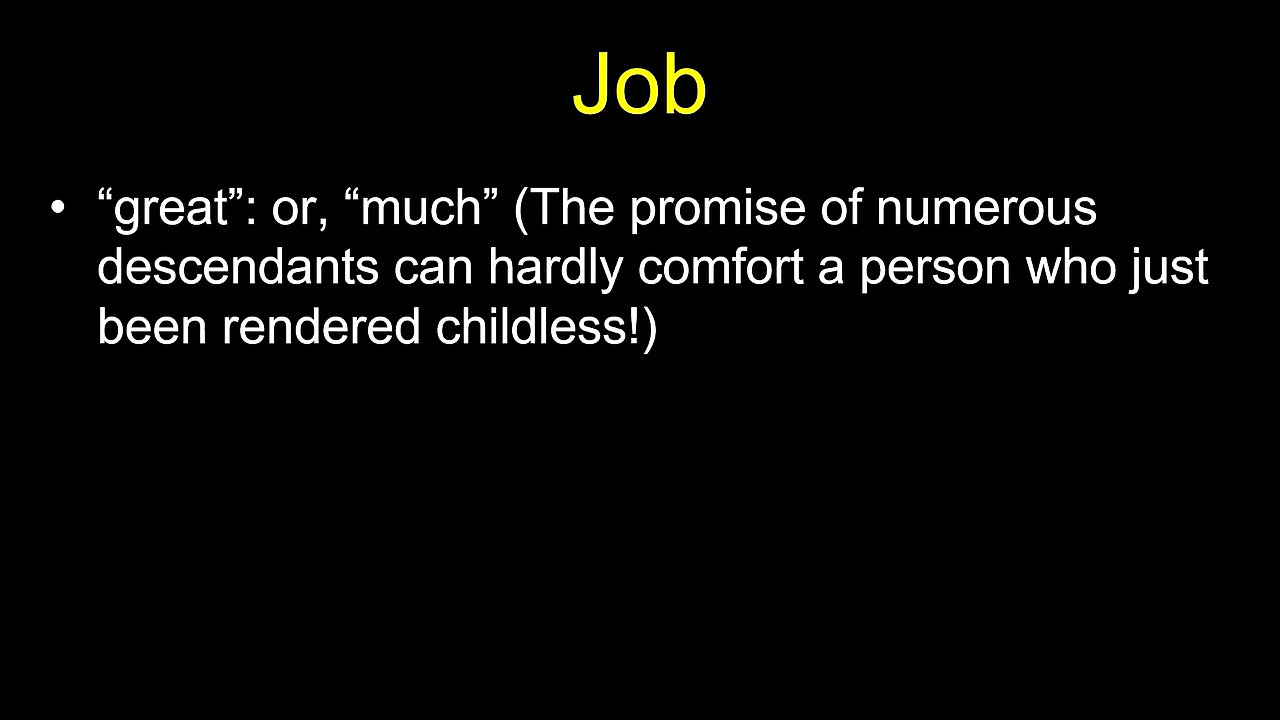 Job
• “great”: or, “much” (The promise of numerous
descendants can hardly comfort a person who just
been rendered childless!)